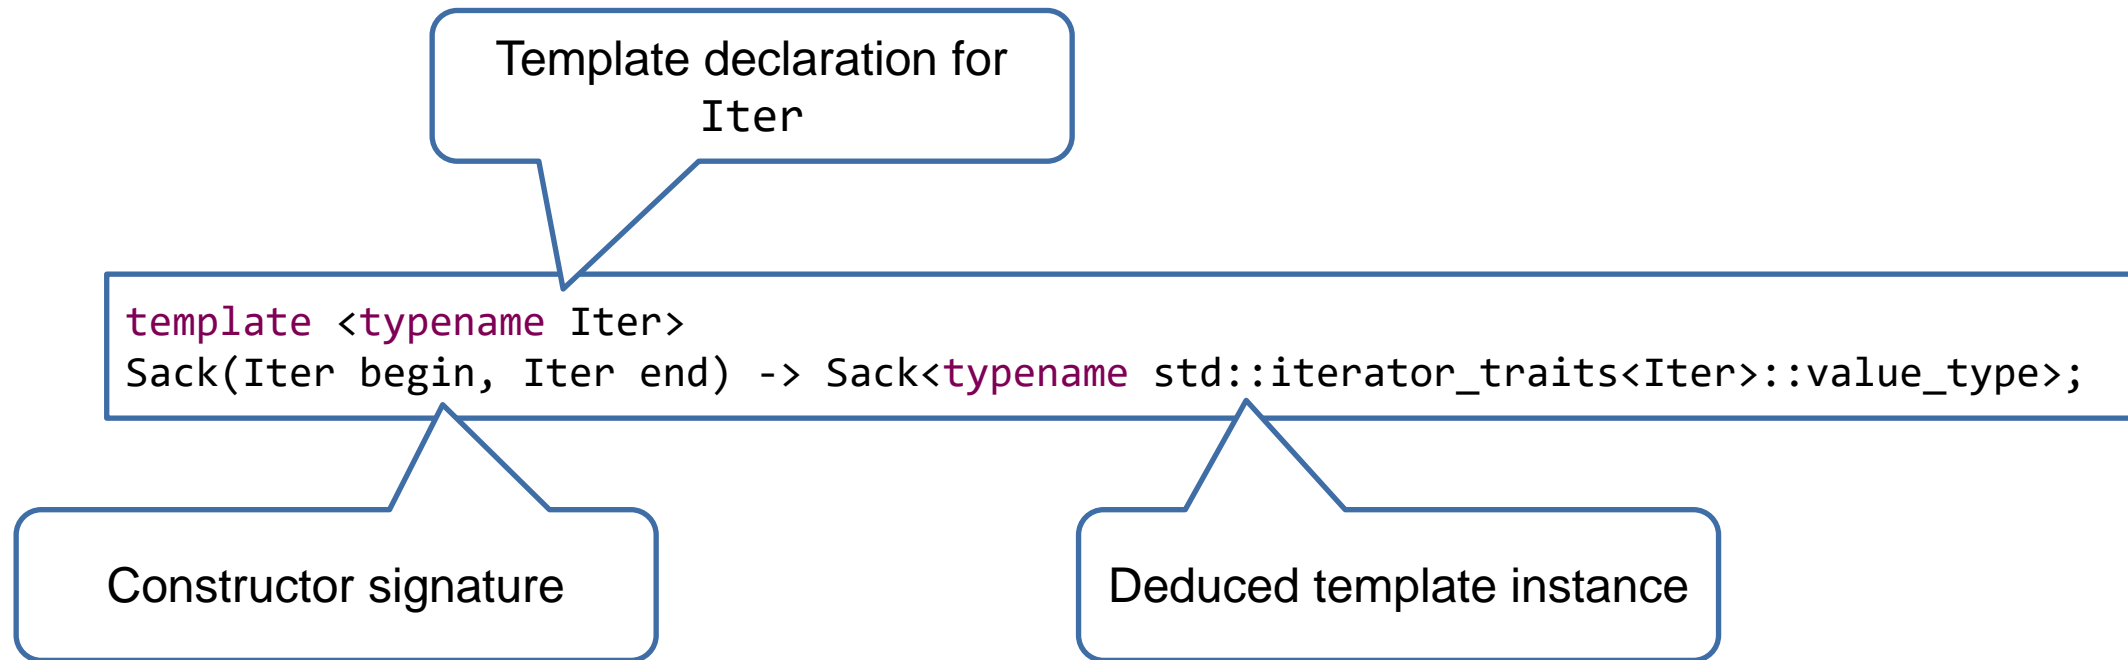 Template declaration for
Iter
template <typename Iter>
Sack(Iter begin, Iter end) -> Sack<typename std::iterator_traits<Iter>::value_type>;
Constructor signature
Deduced template instance